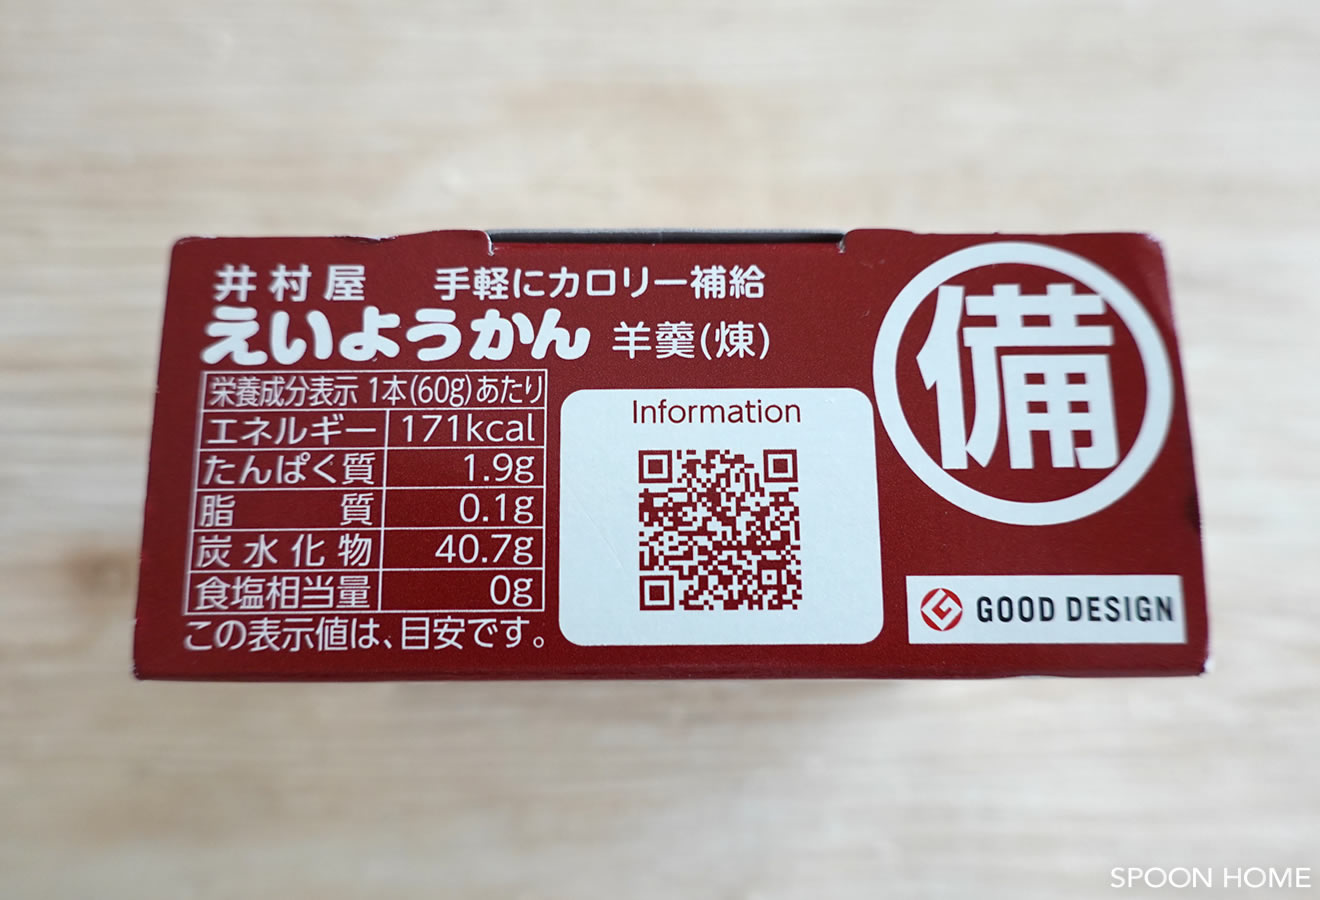 井村屋 手軽にカロリー補給
えいようかん 羊羹(煉)
栄養成分表示 1本(60g)あたり
エネルギー 171kcal
たんぱく質 1.9g
脂質 0.1g
炭水化物 40.7g
食塩相当量 0g
この表示値は、目安です。
Information
備
GOOD DESIGN
SPOON HOME